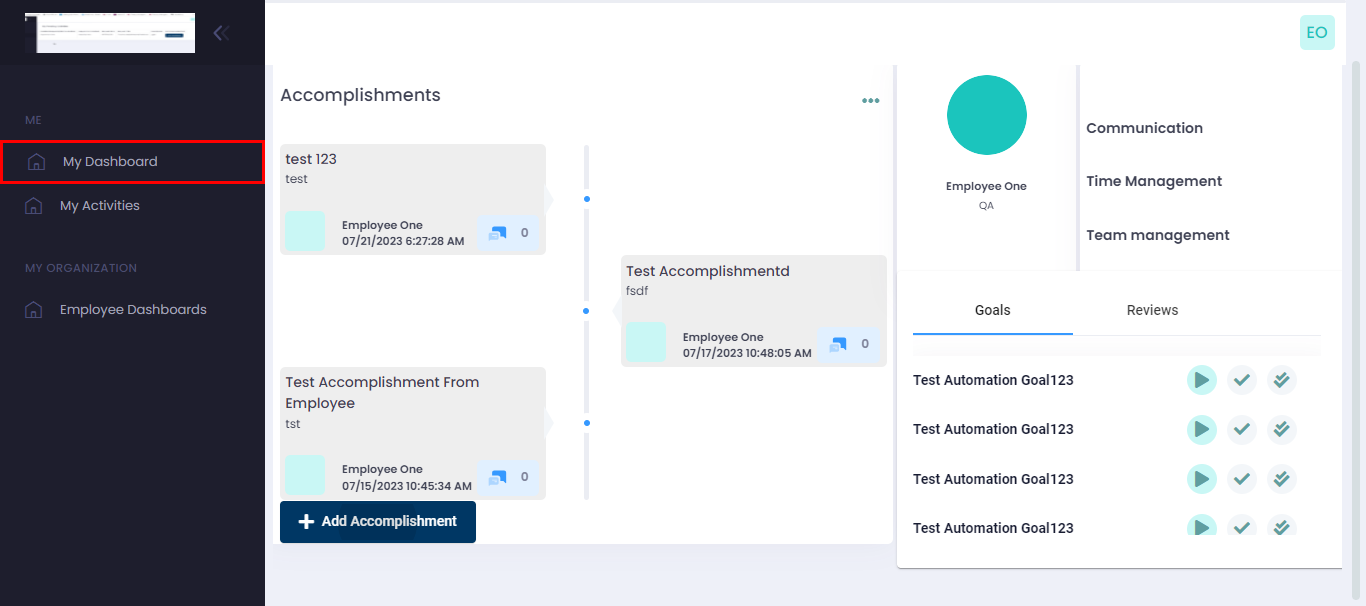 EO
ME
My Dashboard
My Activities
MY ORGANIZATION
Employee Dashboards
Accomplishments
test 123
test
Employee One
07/21/2023 6:27:28 AM
0
Test Accomplishmentd
fsdf
Employee One
07/17/2023 10:48:05 AM
0
Test Accomplishment From
Employee
tst
Employee One
07/15/2023 10:45:34 AM
0
Add Accomplishment
Employee One
QA
Communication
Time Management
Team management
Goals
Reviews
Test Automation Goal123
Test Automation Goal123
Test Automation Goal123
Test Automation Goal123